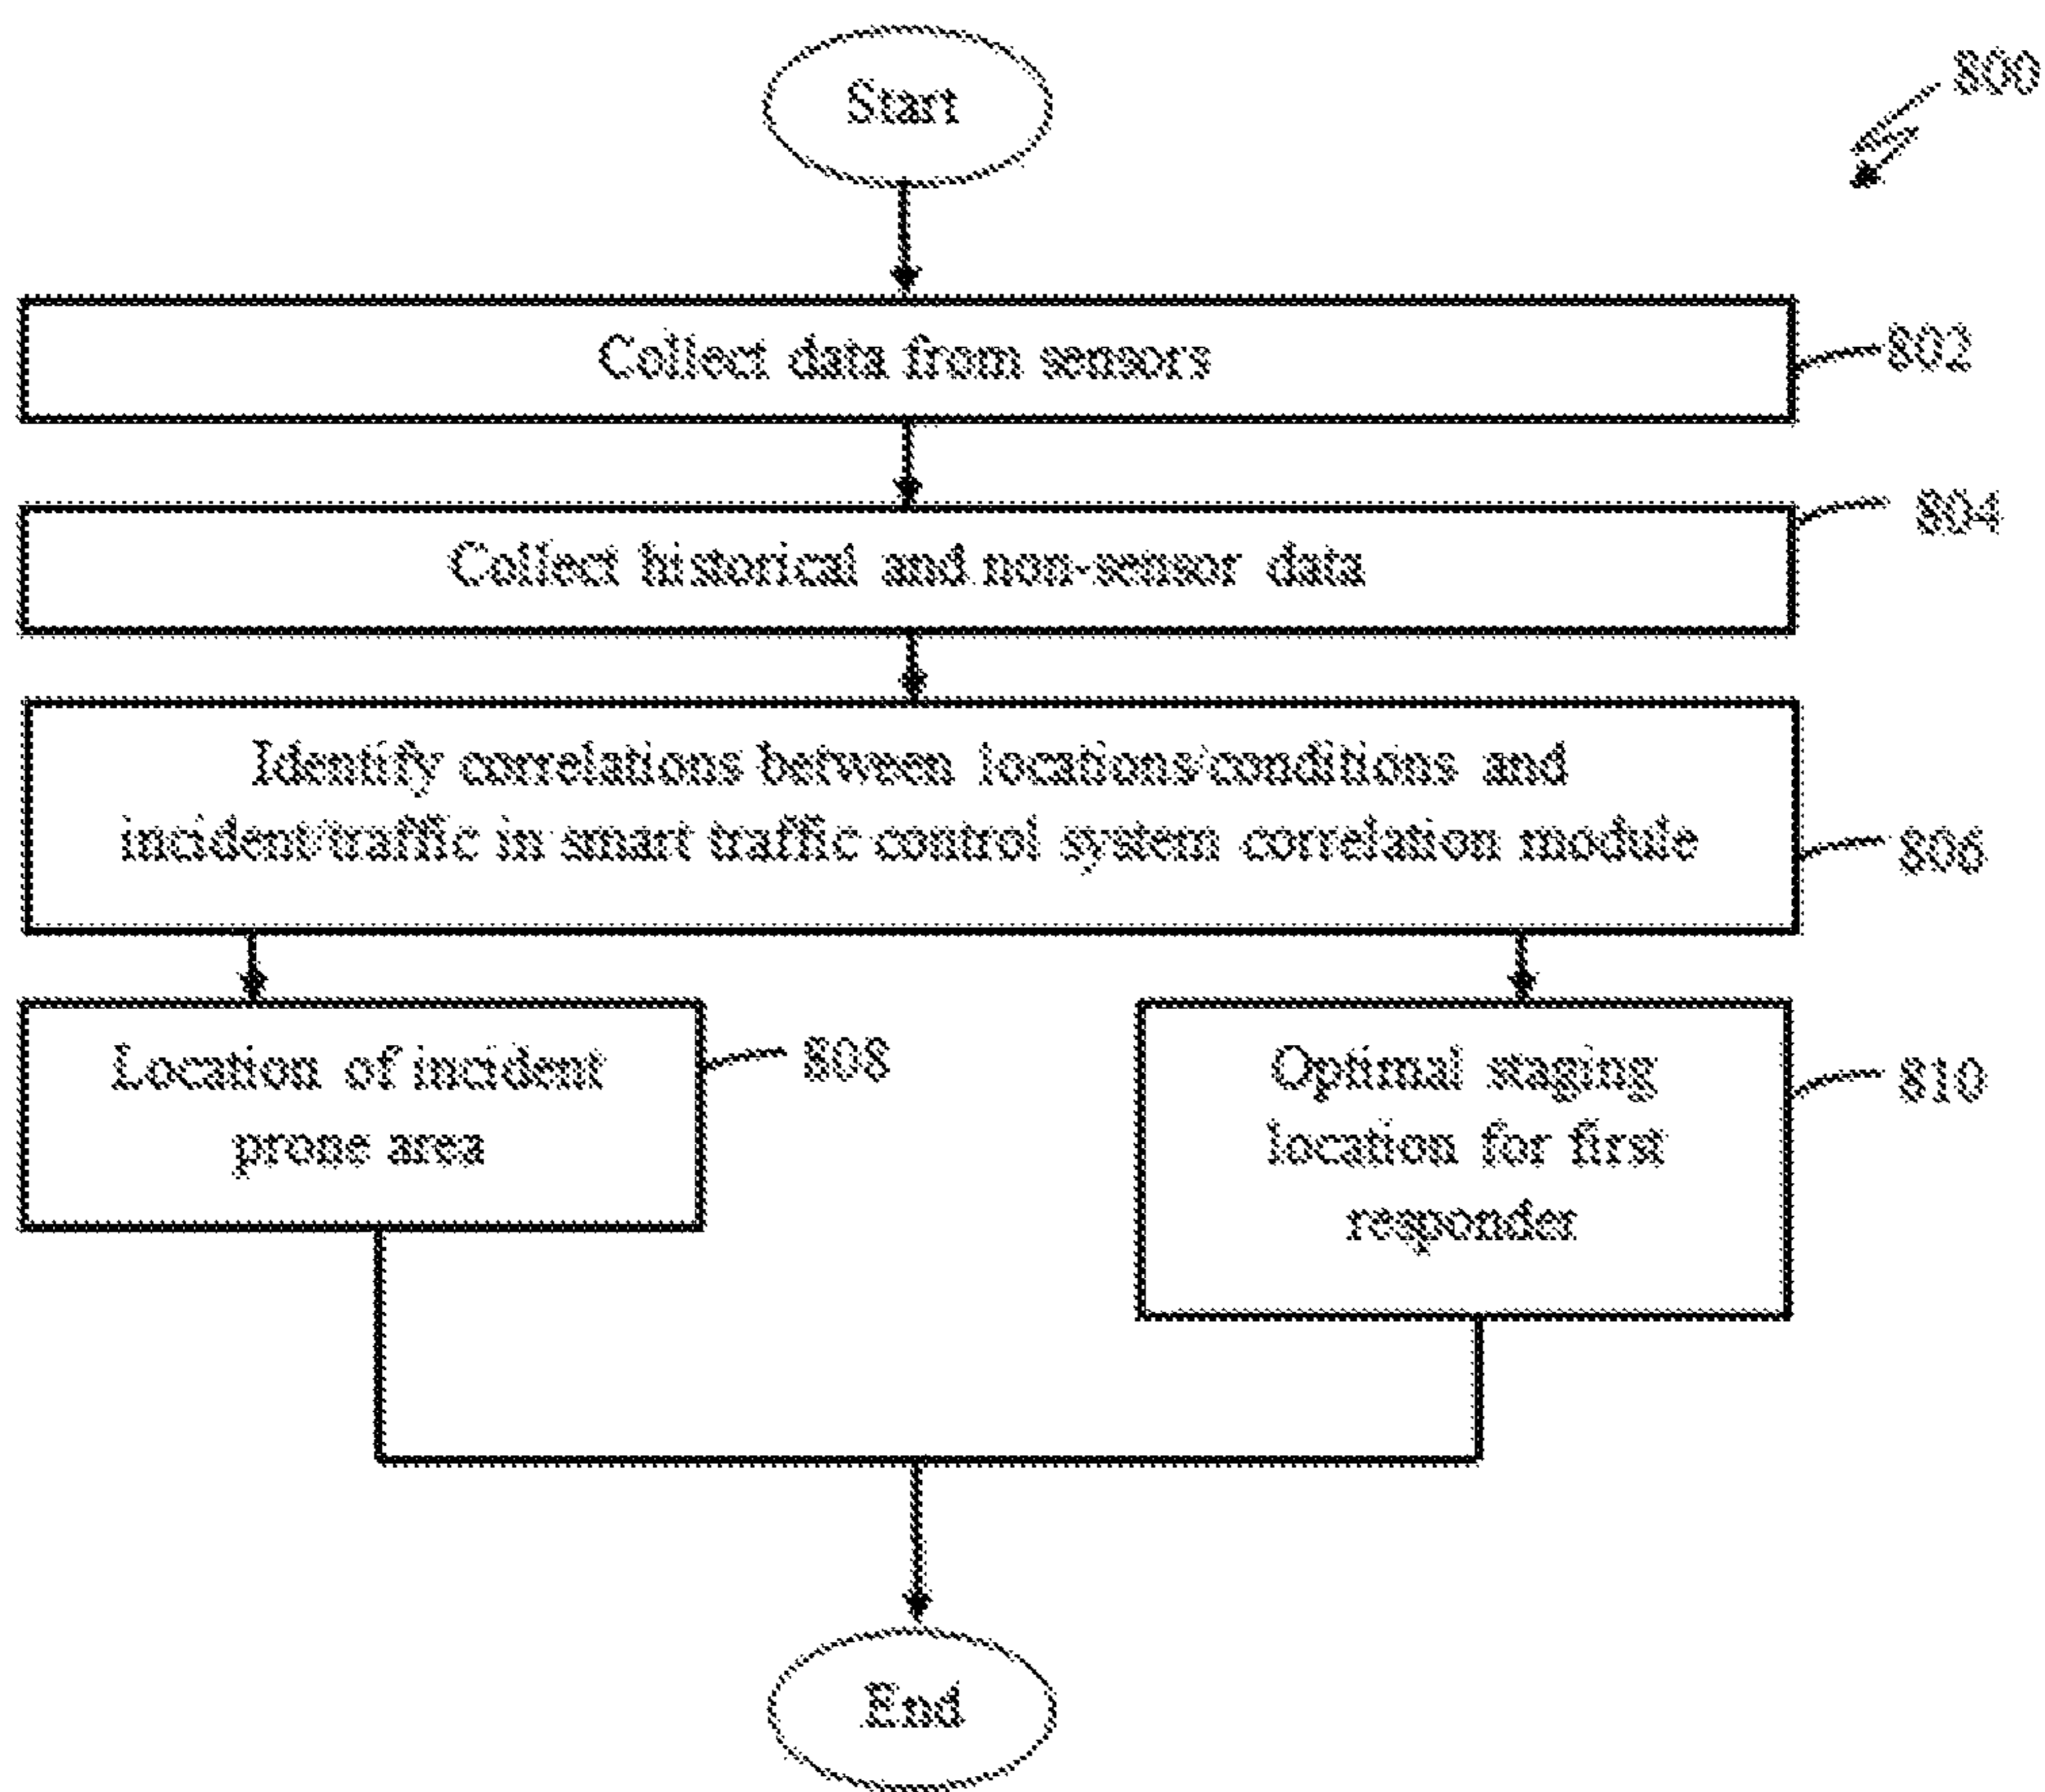 Start
800
Collect data from sensors
802
Collect historical and non-sensor data
804
Identify correlations between locations/conditions and
incident/traffic in smart traffic control system correlation module
806
Location of incident
prone area
808
Optimal staging
location for first
responder
810
End